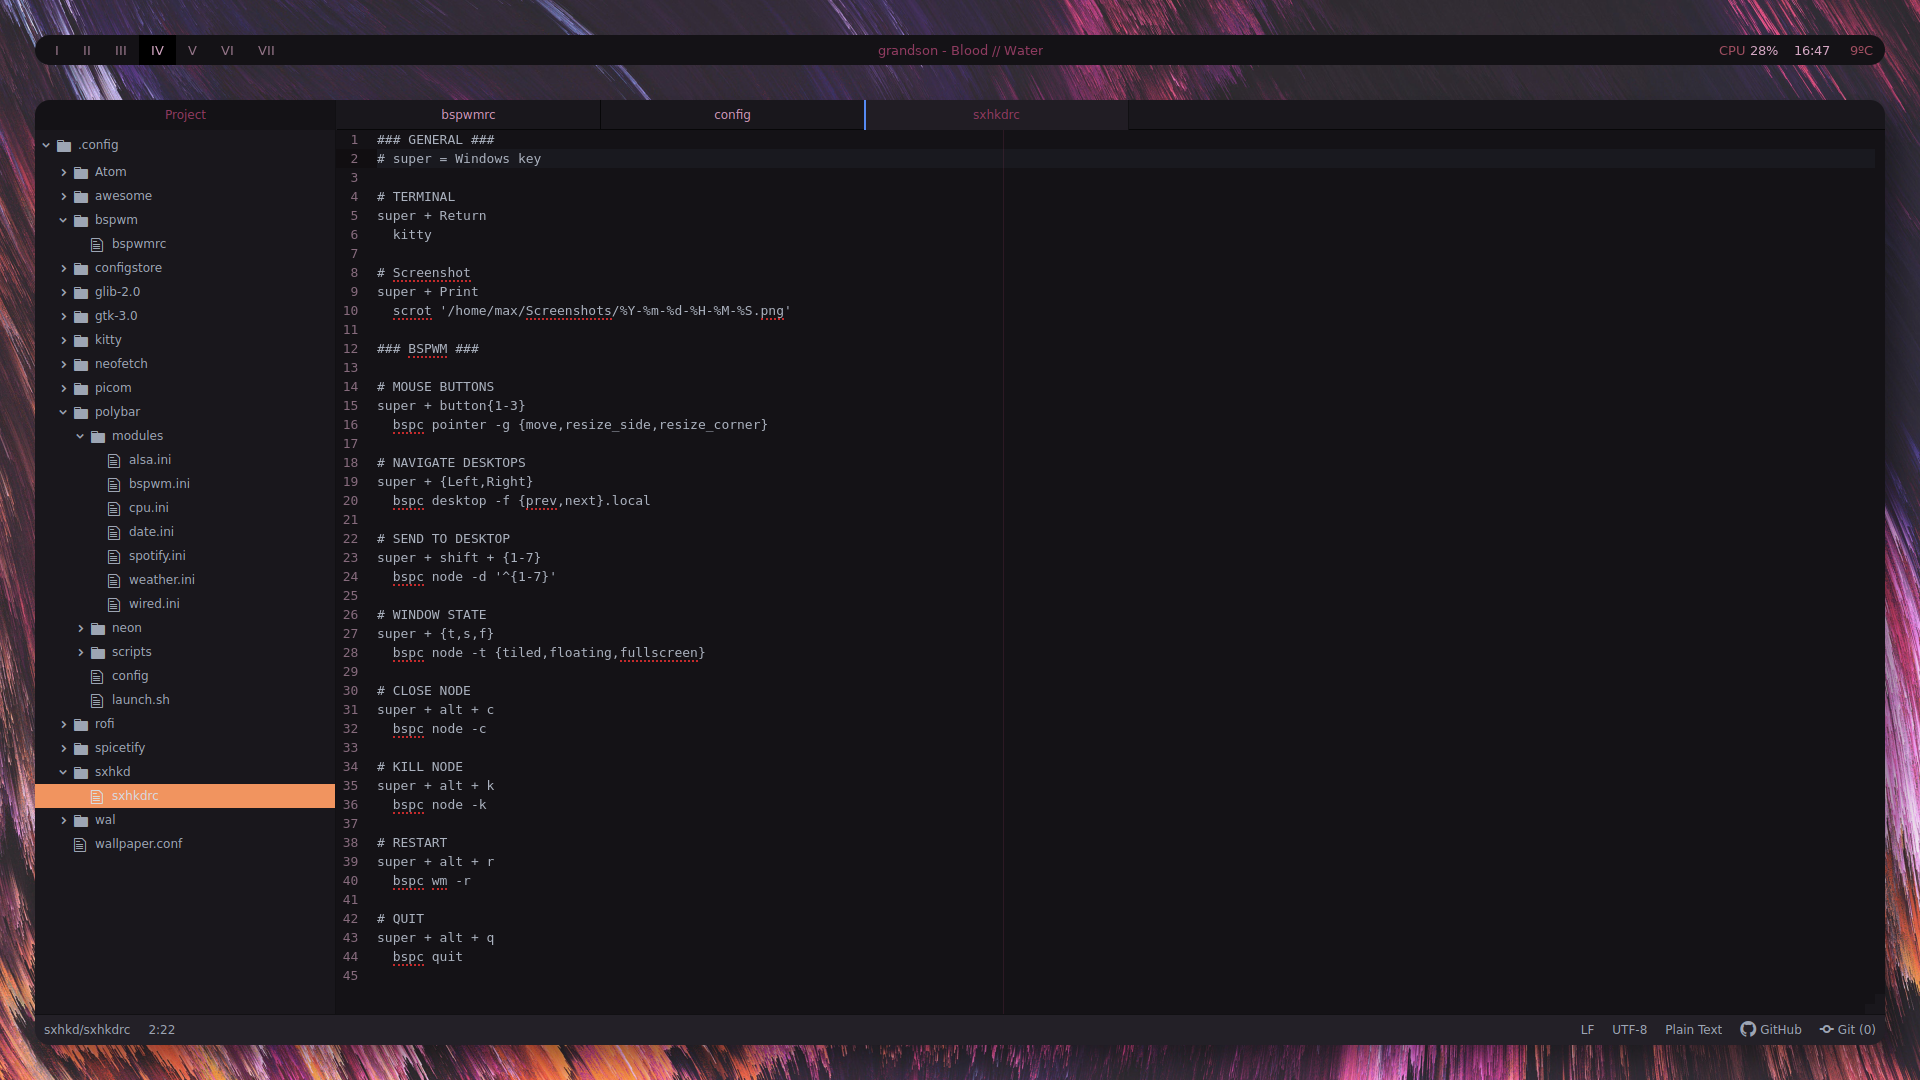 I II III IV V VI VII
grandson - Blood // Water
CPU 28% 16:47 9ºC
Project
bspwmrc
config
sxhkdrc
.config
Atom
awesome
bspwm
bspwmrc
configstore
glib-2.0
gtk-3.0
kitty
neofetch
picom
polybar
modules
alsa.ini
bspwm.ini
cpu.ini
date.ini
spotify.ini
weather.ini
wired.ini
neon
scripts
config
launch.sh
rofi
spicetify
sxhkd
sxhkdrc
wal
wallpaper.conf
1 ### GENERAL ###
2 # super = Windows key
3
4 # TERMINAL
5 super + Return
6   kitty
7
8 # Screenshot
9 super + Print
10   scrot '/home/max/Screenshots/%Y-%m-%d-%H-%M-%S.png'
11
12 ### BSPWM ###
13
14 # MOUSE BUTTONS
15 super + button{1-3}
16   bspc pointer -g {move,resize_side,resize_corner}
17
18 # NAVIGATE DESKTOPS
19 super + {Left,Right}
20   bspc desktop -f {prev,next}.local
21
22 # SEND TO DESKTOP
23 super + shift + {1-7}
24   bspc node -d '^{1-7}'
25
26 # WINDOW STATE
27 super + {t,s,f}
28   bspc node -t {tiled,floating,fullscreen}
29
30 # CLOSE NODE
31 super + alt + c
32   bspc node -c
33
34 # KILL NODE
35 super + alt + k
36   bspc node -k
37
38 # RESTART
39 super + alt + r
40   bspc wm -r
41
42 # QUIT
43 super + alt + q
44   bspc quit
45
sxhkd/sxhkdrc 2:22
LF UTF-8 Plain Text GitHub Git (0)